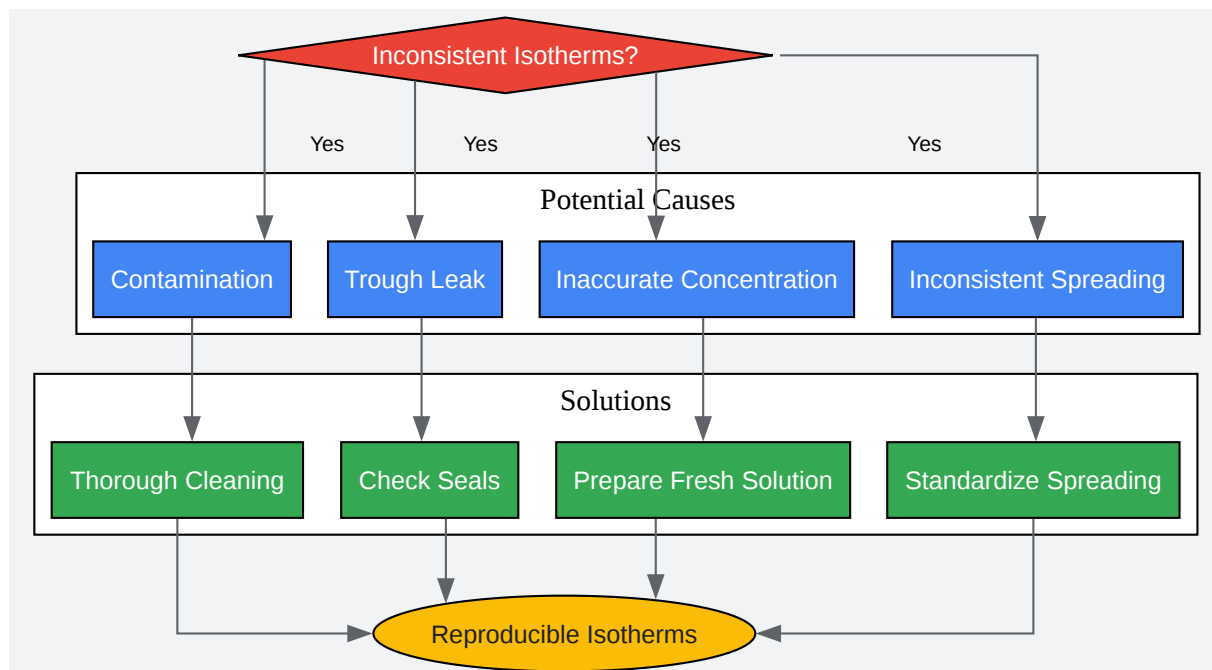 Inconsistent Isotherms?
Yes
Yes
Yes
Yes
Potential Causes
Contamination
Trough Leak
Inaccurate Concentration
Inconsistent Spreading
Solutions
Thorough Cleaning
Check Seals
Prepare Fresh Solution
Standardize Spreading
Reproducible Isotherms